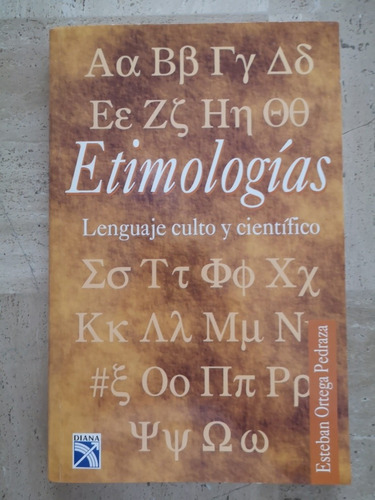 Αα Ββ Γγ Δδ
Εε Ζζ Ηη Θθ
Etimologías
Lenguaje culto y científico
Σσ Ττ Φφ Χχ
Κκ Λλ Μμ Ν
#ξ Οο Ππ Ρρ
Ψψ Ωω
Esteban Ortega Pedraza
DIANA